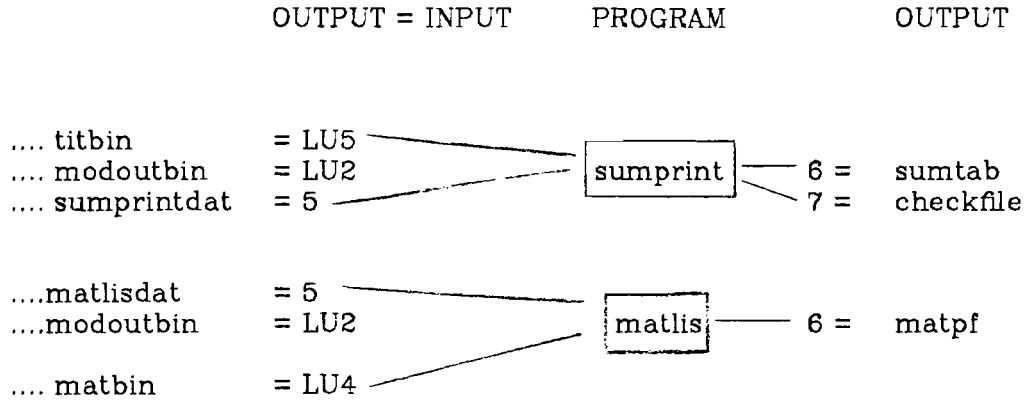 OUTPUT = INPUT PROGRAM OUTPUT
.... titbin = LU5
.... modoutbin = LU2 sumprint 6 = sumtab
.... sumprintdat = 5 7 = checkfile
....matlisdat = 5
....modoutbin = LU2 matlis 6 = matpf
.... matbin = LU4